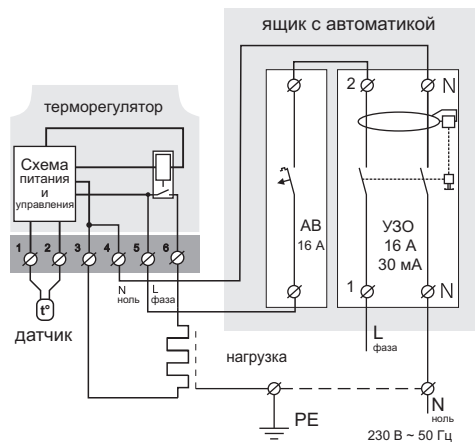 ящик с автоматикой
терморегулятор
Схема
питания
и
управления
2
N
АВ
16 А
УЗО
16 А
30 мА
1 2 3 4 5 6
N
ноль
L
фаза
1
N
t°
датчик
L
фаза
нагрузка
PE
N
ноль
230 В ~ 50 Гц